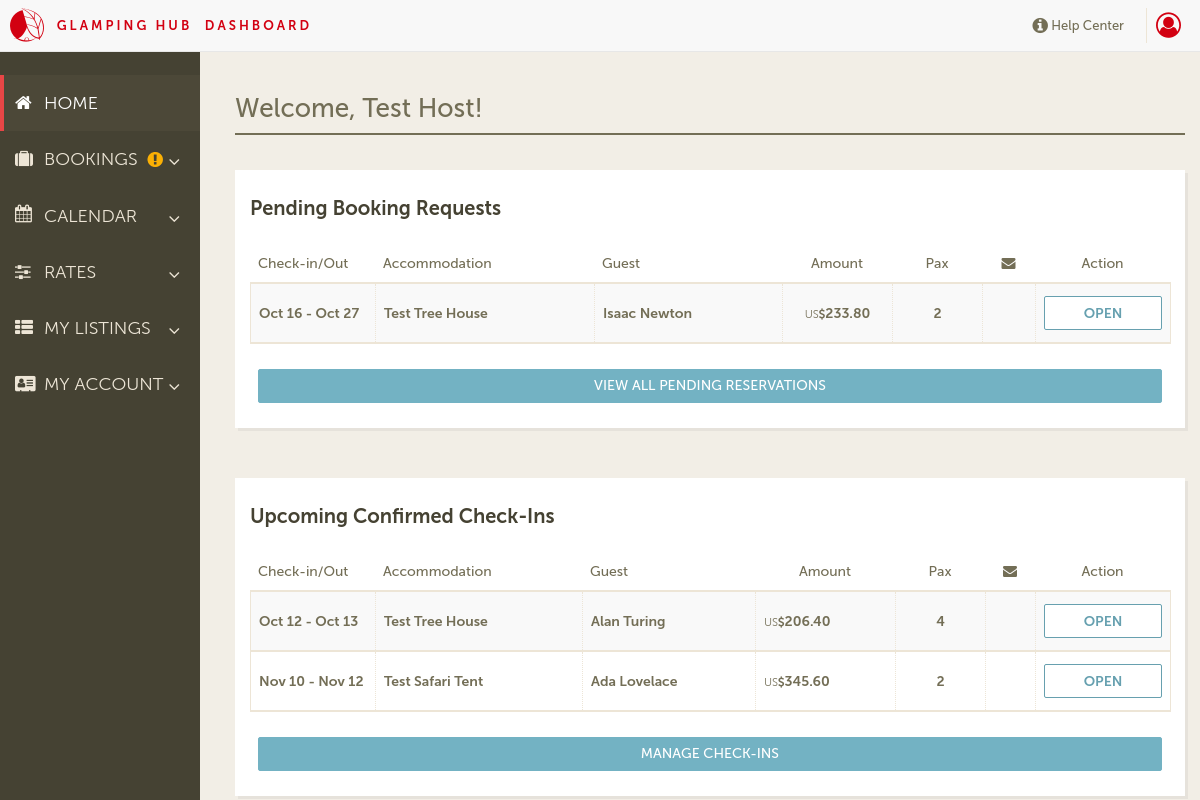 GLAMPING HUB DASHBOARD
Help Center
HOME
BOOKINGS
CALENDAR
RATES
MY LISTINGS
MY ACCOUNT
Welcome, Test Host!
Pending Booking Requests
Check-in/Out Accommodation Guest Amount Pax Action
Oct 16 - Oct 27 Test Tree House Isaac Newton US$233.80 2 OPEN
VIEW ALL PENDING RESERVATIONS
Upcoming Confirmed Check-Ins
Check-in/Out Accommodation Guest Amount Pax Action
Oct 12 - Oct 13 Test Tree House Alan Turing US$206.40 4 OPEN
Nov 10 - Nov 12 Test Safari Tent Ada Lovelace US$345.60 2 OPEN
MANAGE CHECK-INS